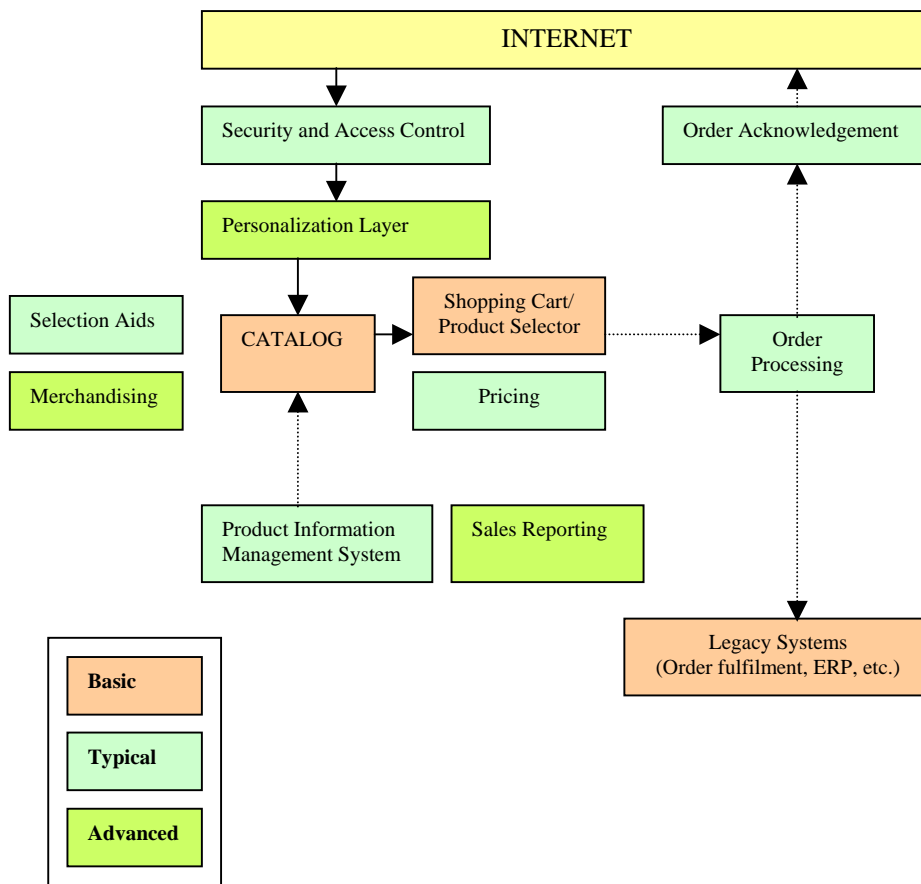 INTERNET
Security and Access Control
Order Acknowledgement
Personalization Layer
Selection Aids
CATALOG
Shopping Cart/
Product Selector
Order
Processing
Merchandising
Pricing
Product Information
Management System
Sales Reporting
Legacy Systems
(Order fulfilment, ERP, etc.)
Basic
Typical
Advanced